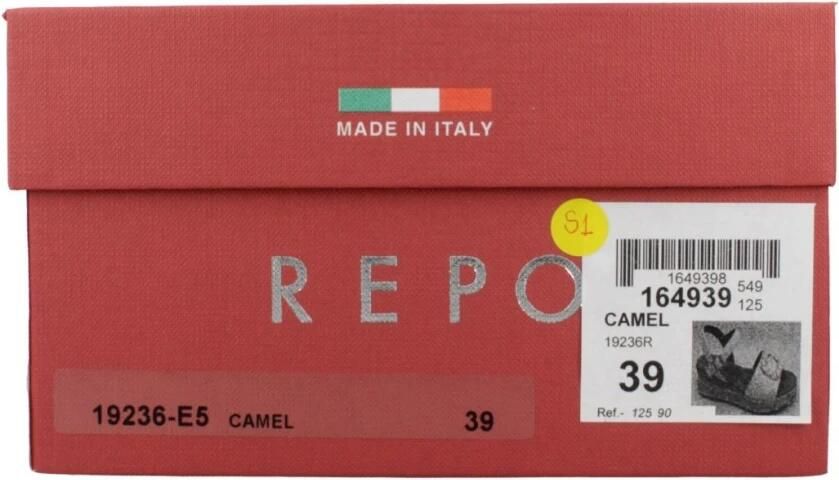 MADE IN ITALY
S1
REPO
1649398
164939
549
125
CAMEL
19236R
39
Ref.- 125 90
19236-E5 CAMEL 39